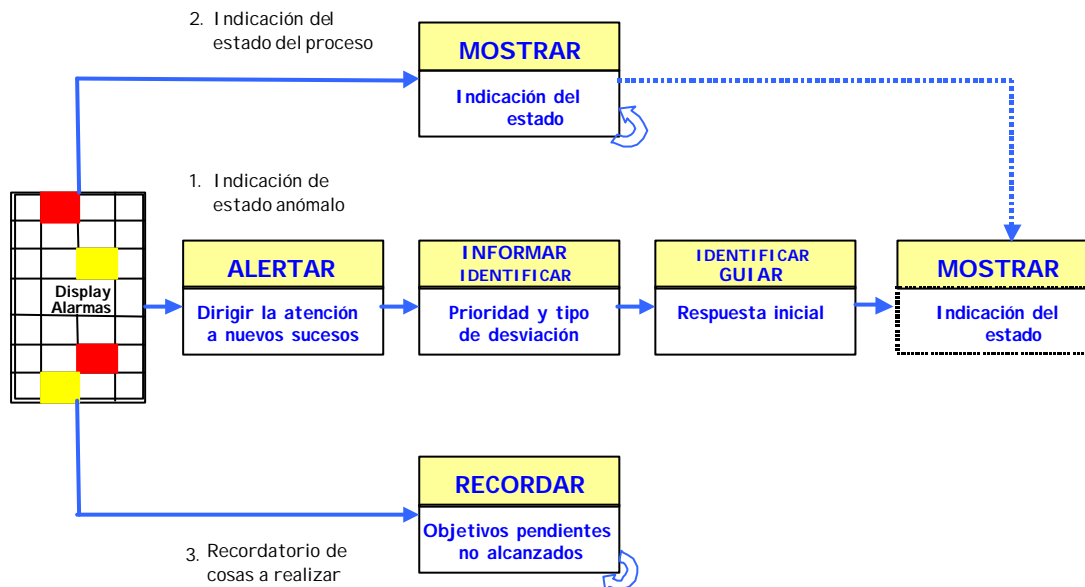 2. Indicación del
estado del proceso
MOSTRAR
Indicación del
estado
1. Indicación de
estado anómalo
Display
Alarmas
ALERTAR
Dirigir la atención
a nuevos sucesos
INFORMAR
IDENTIFICAR
Prioridad y tipo
de desviación
IDENTIFICAR
GUIAR
Respuesta inicial
MOSTRAR
Indicación del
estado
RECORDAR
Objetivos pendientes
no alcanzados
3. Recordatorio de
cosas a realizar